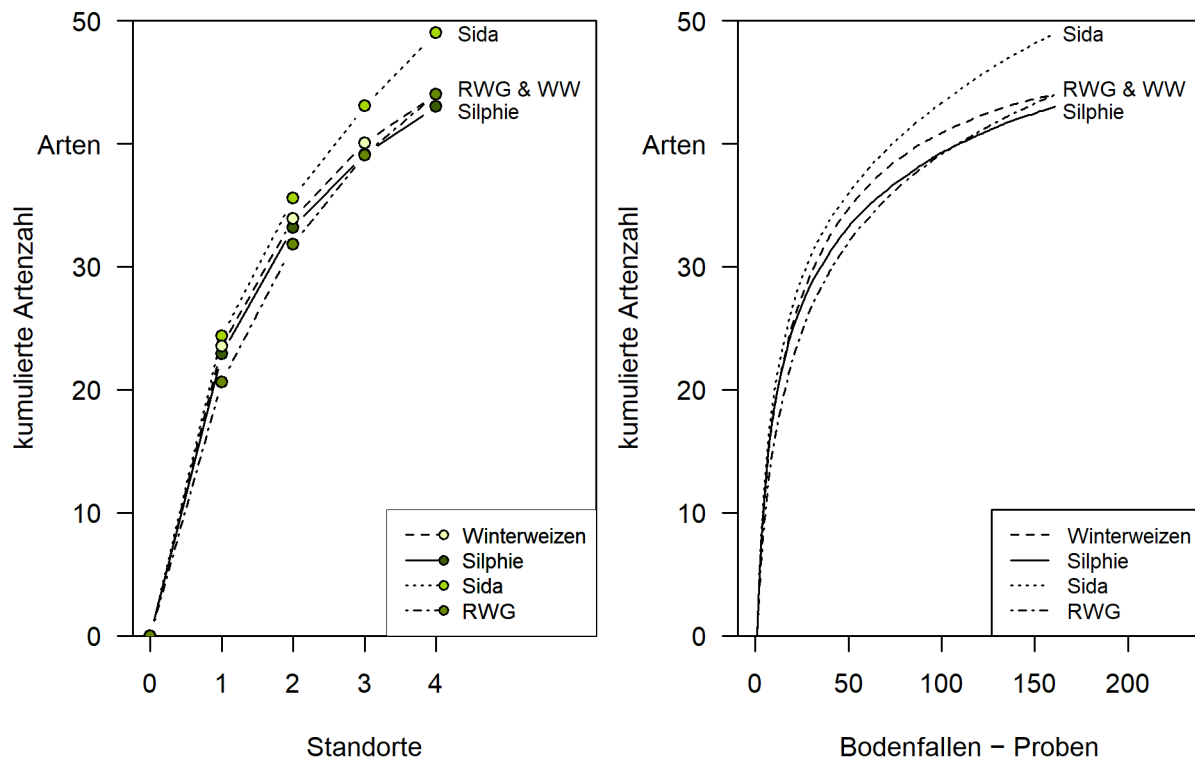 50
Arten
30
20
10
0
kumulierte Artenzahl
Sida
RWG & WW
Silphie
Winterweizen
Silphie
Sida
RWG
0 1 2 3 4
Standorte
50
Arten
30
20
10
0
kumulierte Artenzahl
Sida
RWG & WW
Silphie
Winterweizen
Silphie
Sida
RWG
0 50 100 150 200
Bodenfallen − Proben